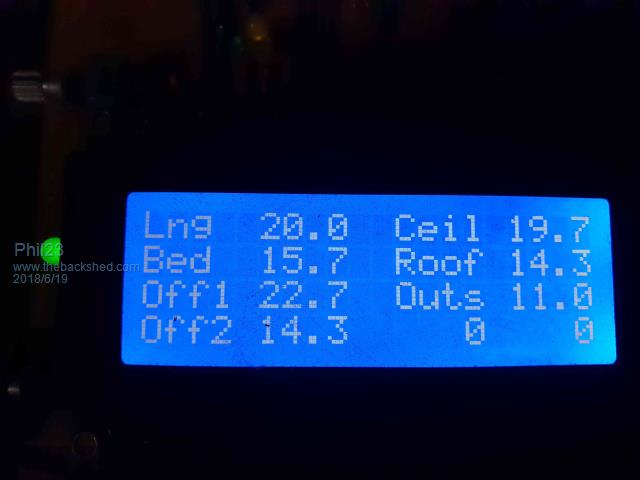 Lng 20.0 Ceil 19.7
Bed 15.7 Roof 14.3
Off1 22.7 Outs 11.0
Off2 14.3 0 0
Phil23
www.thebackshed.com
2018/6/19